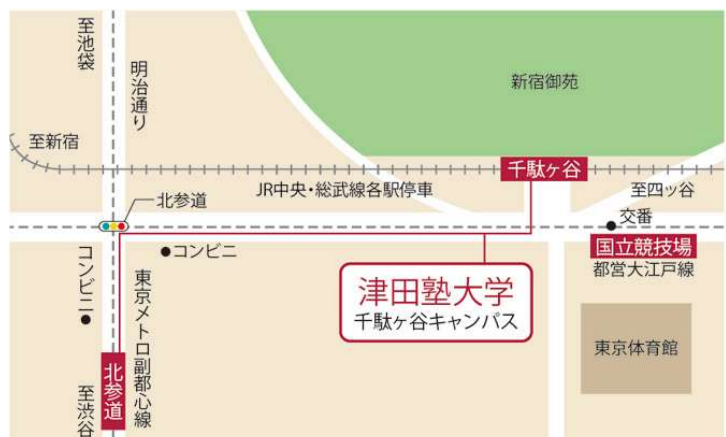 至池袋
明治通り
新宿御苑
至新宿
千駄ヶ谷
JR中央・総武線各駅停車
至四ッ谷
北参道
交番
コンビニ
コンビニ
国立競技場
都営大江戸線
津田塾大学
千駄ヶ谷キャンパス
東京メトロ副都心線
東京体育館
北参道
至渋谷